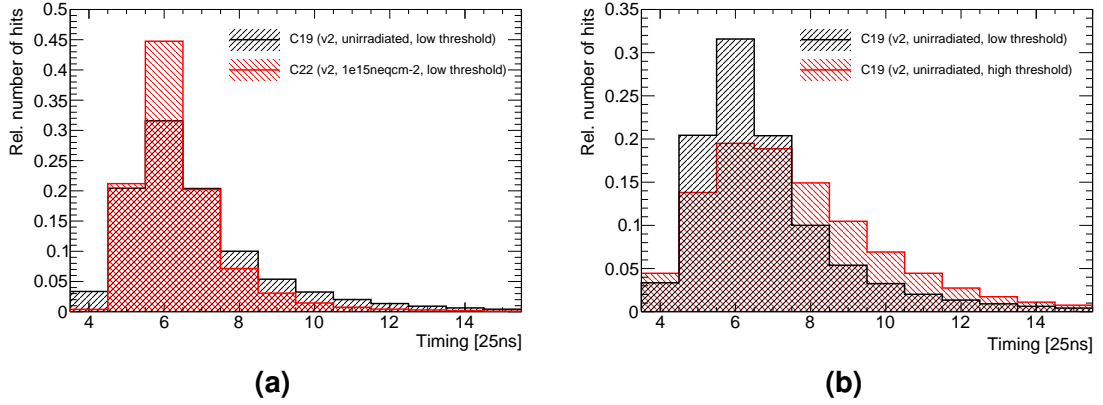 Rel. number of hits
0.5
0.45
0.4
0.35
0.3
0.25
0.2
0.15
0.1
0.05
0
C19 (v2, unirradiated, low threshold)
C22 (v2, 1e15neqcm-2, low threshold)
4 6 8 10 12 14
Timing [25ns]
(a)
Rel. number of hits
0.35
0.3
0.25
0.2
0.15
0.1
0.05
0
C19 (v2, unirradiated, low threshold)
C19 (v2, unirradiated, high threshold)
4 6 8 10 12 14
Timing [25ns]
(b)